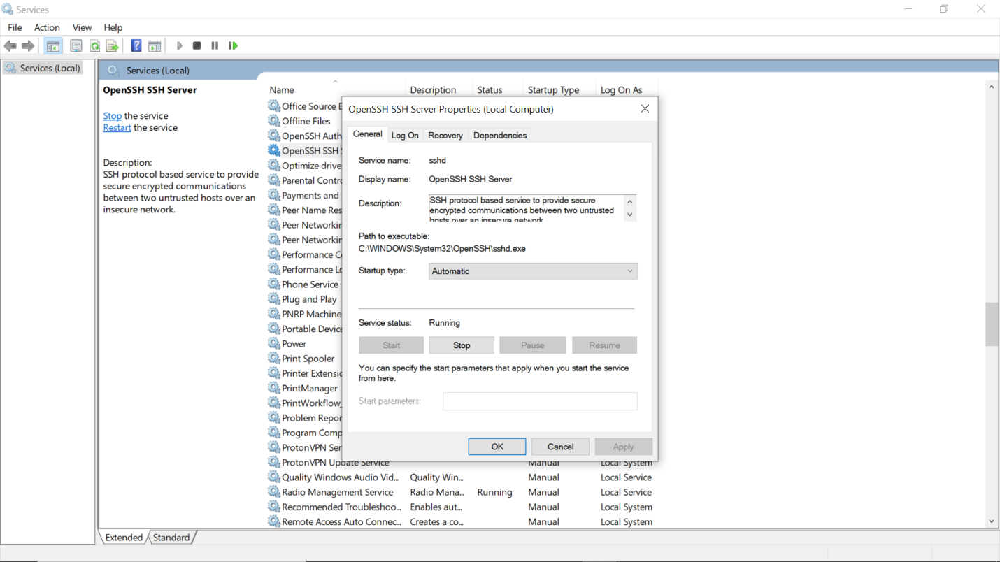 Services
File Action View Help
Services (Local)
Services (Local)
OpenSSH SSH Server
Stop the service
Restart the service
Description:
SSH protocol based service to provide
secure encrypted communications
between two untrusted hosts over an
insecure network.
Name Description Status Startup Type Log On As
Office Source E
Offline Files
OpenSSH Auth
OpenSSH SSH S
Optimize drive
Parental Contro
Payments and
Peer Name Res
Peer Networkin
Peer Networkin
Performance Co
Performance Lo
Phone Service
Plug and Play
PNRP Machine
Portable Device
Power
Print Spooler
Printer Extensio
PrintManager
PrintWorkflow_
Problem Repor
Program Comp
ProtonVPN Ser
ProtonVPN Update Service Manual Local System
Quality Windows Audio Vid... Quality Win... Manual Local Service
Radio Management Service Radio Mana... Running Manual Local Service
Recommended Troubleshoo... Enables aut... Manual Local System
Remote Access Auto Connec... Creates a co... Manual Local System
OpenSSH SSH Server Properties (Local Computer)
General Log On Recovery Dependencies
Service name: sshd
Display name: OpenSSH SSH Server
Description: SSH protocol based service to provide secure
encrypted communications between two untrusted
hosts over an insecure network.
Path to executable:
C:\WINDOWS\System32\OpenSSH\sshd.exe
Startup type: Automatic
Service status: Running
Start Stop Pause Resume
You can specify the start parameters that apply when you start the service
from here.
Start parameters:
OK Cancel Apply
Extended Standard